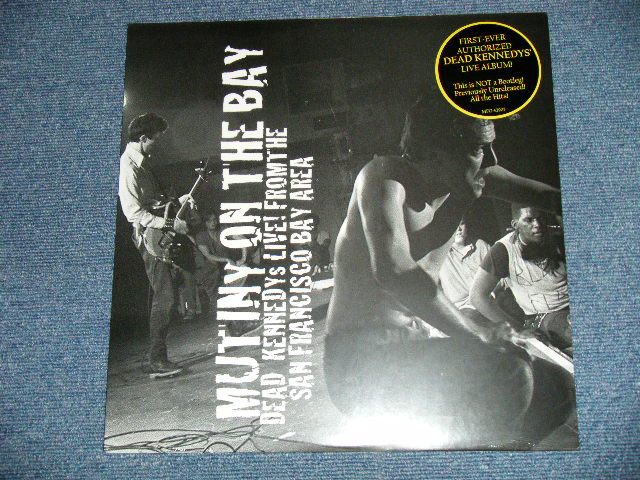 MUTINY ON THE BAY
DEAD KENNEDYS LIVE! FROM THE
SAN FRANCISCO BAY AREA
FIRST-EVER
AUTHORIZED
DEAD KENNEDYS'
LIVE ALBUM!
This is NOT a Bootleg!
Previously Unreleased!
All the Hits!